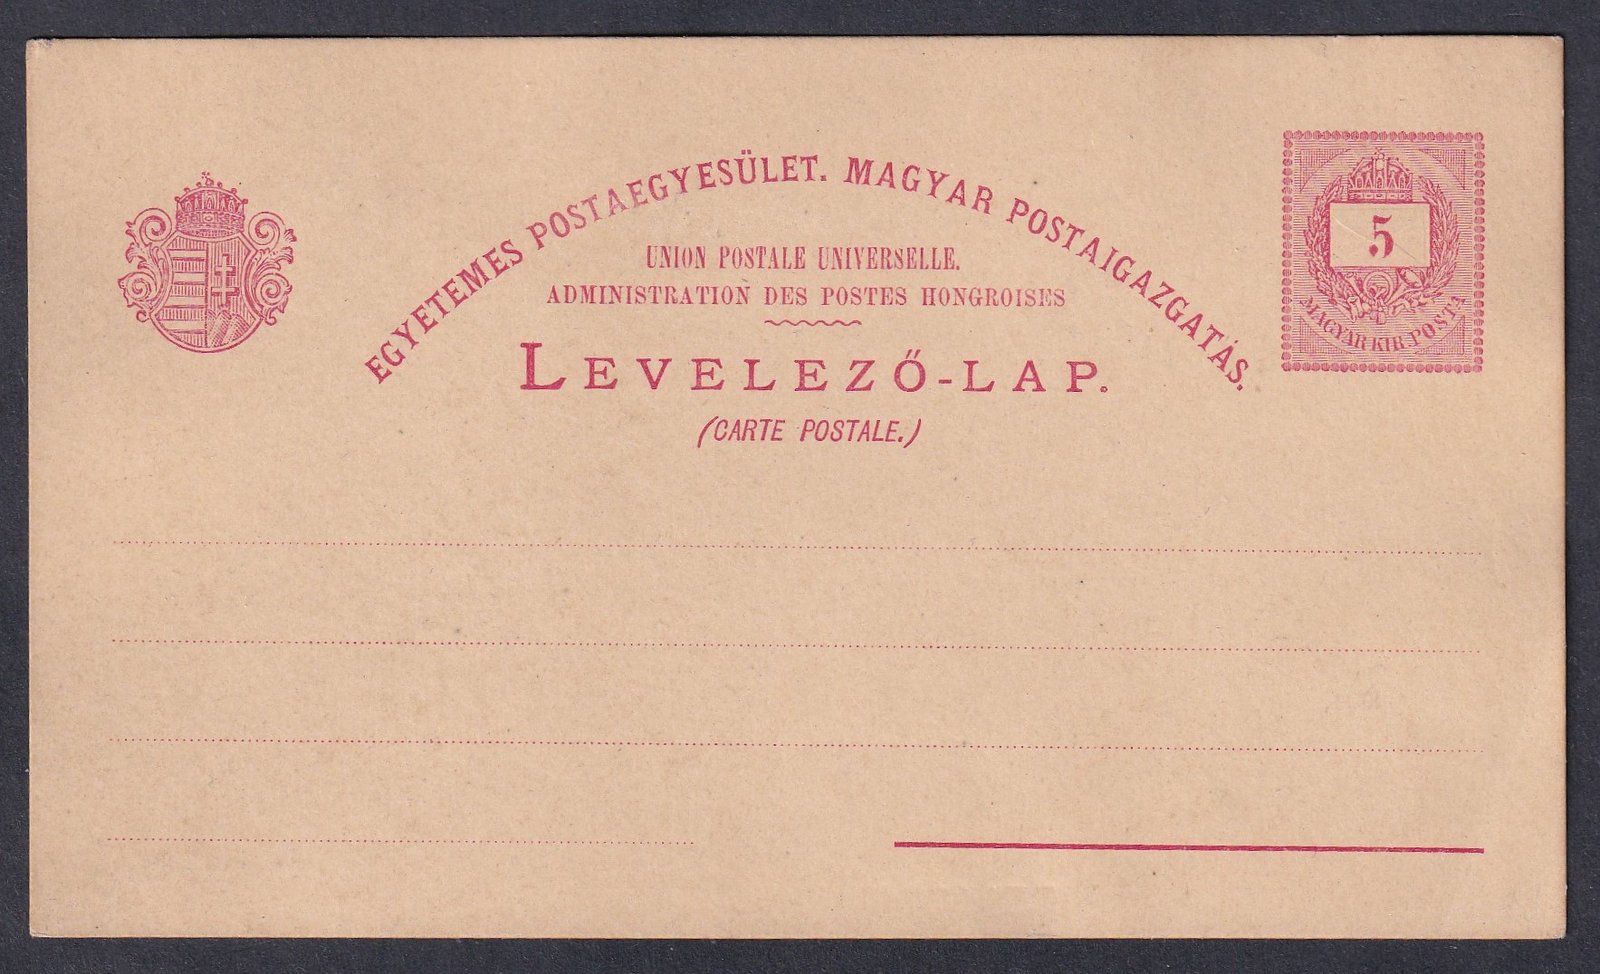 EGYETEMES POSTAEGYESÜLET. MAGYAR POSTAIGAZGATÁS.
UNION POSTALE UNIVERSELLE.
ADMINISTRATION DES POSTES HONGROISES
LEVELEZŐ-LAP.
(CARTE POSTALE.)
5
MAGYAR KIR. POSTA